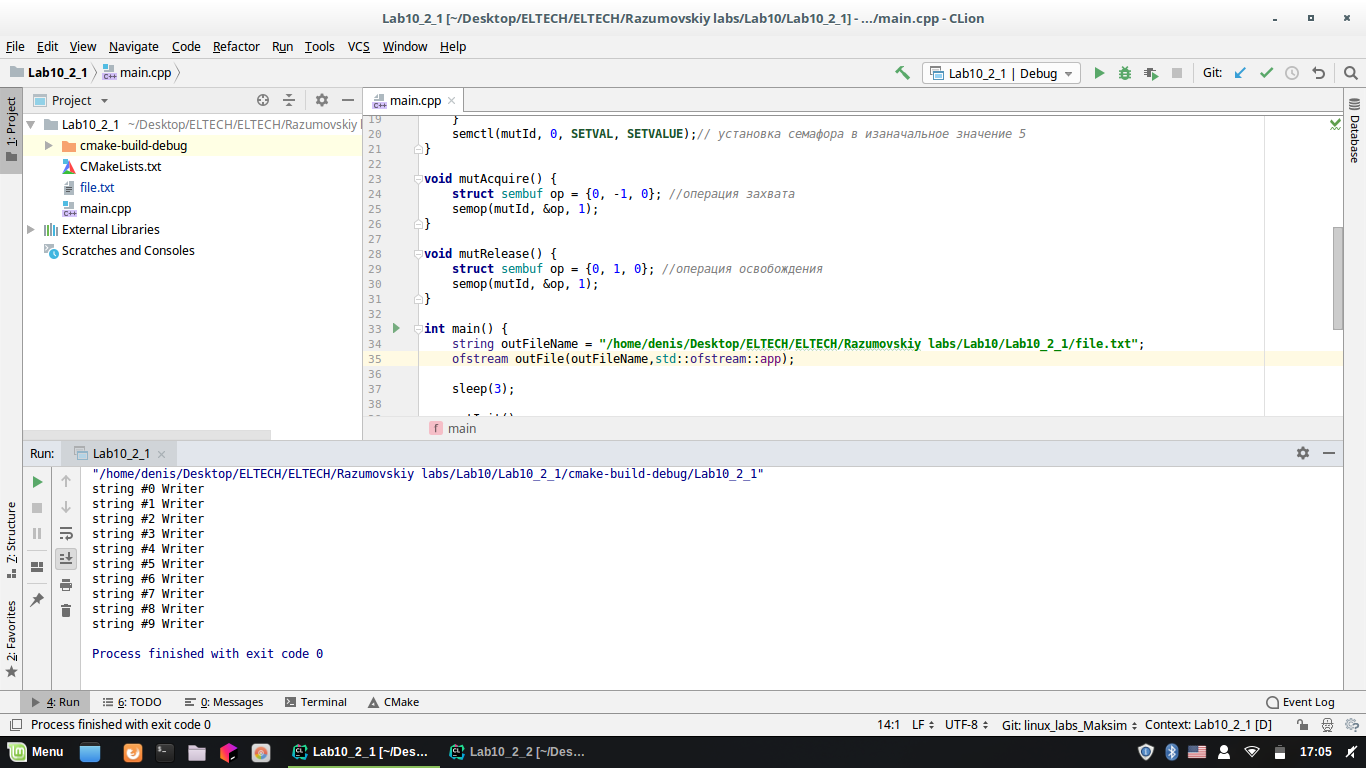 Lab10_2_1 [~/Desktop/ELTECH/ELTECH/Razumovskiy labs/Lab10/Lab10_2_1] - .../main.cpp - CLion
File Edit View Navigate Code Refactor Run Tools VCS Window Help
Lab10_2_1 main.cpp Lab10_2_1 | Debug Git:
1: Project
Project
Lab10_2_1 ~/Desktop/ELTECH/ELTECH/Razumovskiy
cmake-build-debug
CMakeLists.txt
file.txt
main.cpp
External Libraries
Scratches and Consoles
main.cpp
Database
19 }
20 semctl(mutId, 0, SETVAL, SETVALUE);// установка семафора в изаначальное значение 5
21 }
22
23 void mutAcquire() {
24 struct sembuf op = {0, -1, 0}; //операция захвата
25 semop(mutId, &op, 1);
26 }
27
28 void mutRelease() {
29 struct sembuf op = {0, 1, 0}; //операция освобождения
30 semop(mutId, &op, 1);
31 }
32
33 int main() {
34 string outFileName = "/home/denis/Desktop/ELTECH/ELTECH/Razumovskiy labs/Lab10/Lab10_2_1/file.txt";
35 ofstream outFile(outFileName,std::ofstream::app);
36
37 sleep(3);
38
f main
Run: Lab10_2_1
"/home/denis/Desktop/ELTECH/ELTECH/Razumovskiy labs/Lab10/Lab10_2_1/cmake-build-debug/Lab10_2_1"
string #0 Writer
string #1 Writer
string #2 Writer
string #3 Writer
string #4 Writer
string #5 Writer
string #6 Writer
string #7 Writer
string #8 Writer
string #9 Writer
Process finished with exit code 0
7: Structure
2: Favorites
4: Run 6: TODO 0: Messages Terminal CMake Event Log
Process finished with exit code 0 14:1 LF UTF-8 Git: linux_labs_Maksim Context: Lab10_2_1 [D]
Menu Lab10_2_1 [~/Des... Lab10_2_2 [~/Des... 17:05